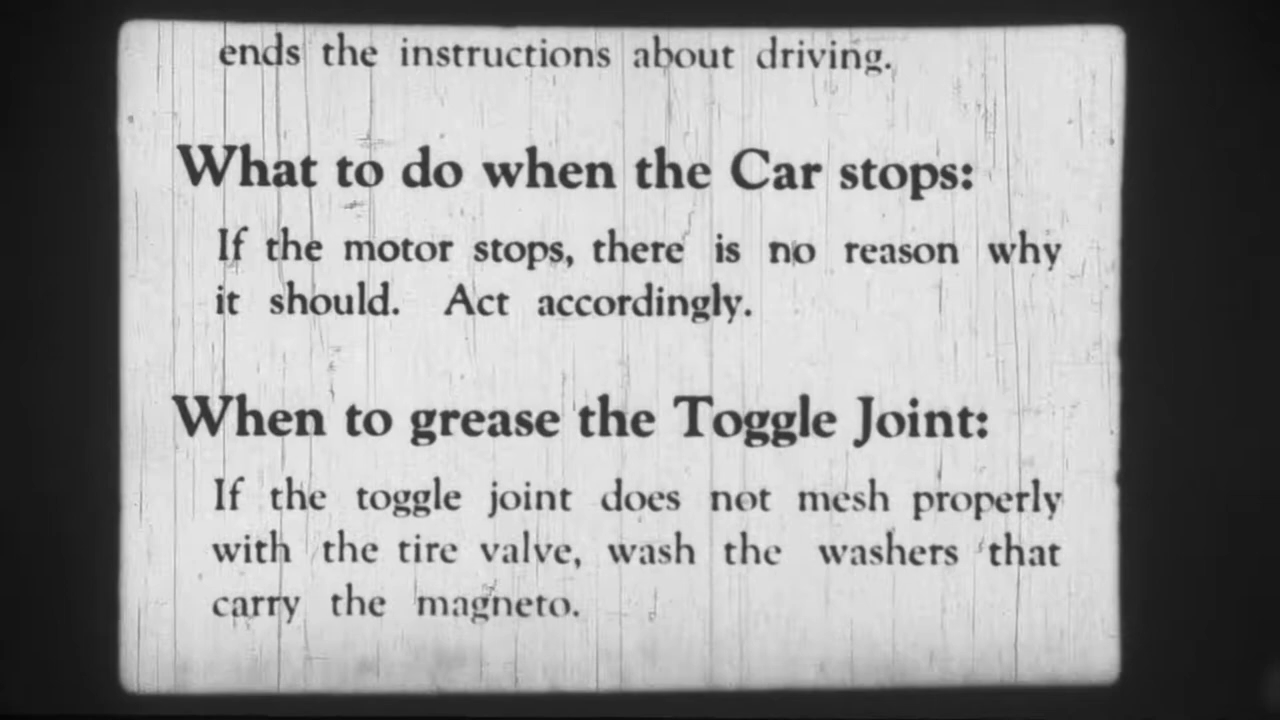 ends the instructions about driving.
What to do when the Car stops:
If the motor stops, there is no reason why
it should. Act accordingly.
When to grease the Toggle Joint:
If the toggle joint does not mesh properly
with the tire valve, wash the washers that
carry the magneto.